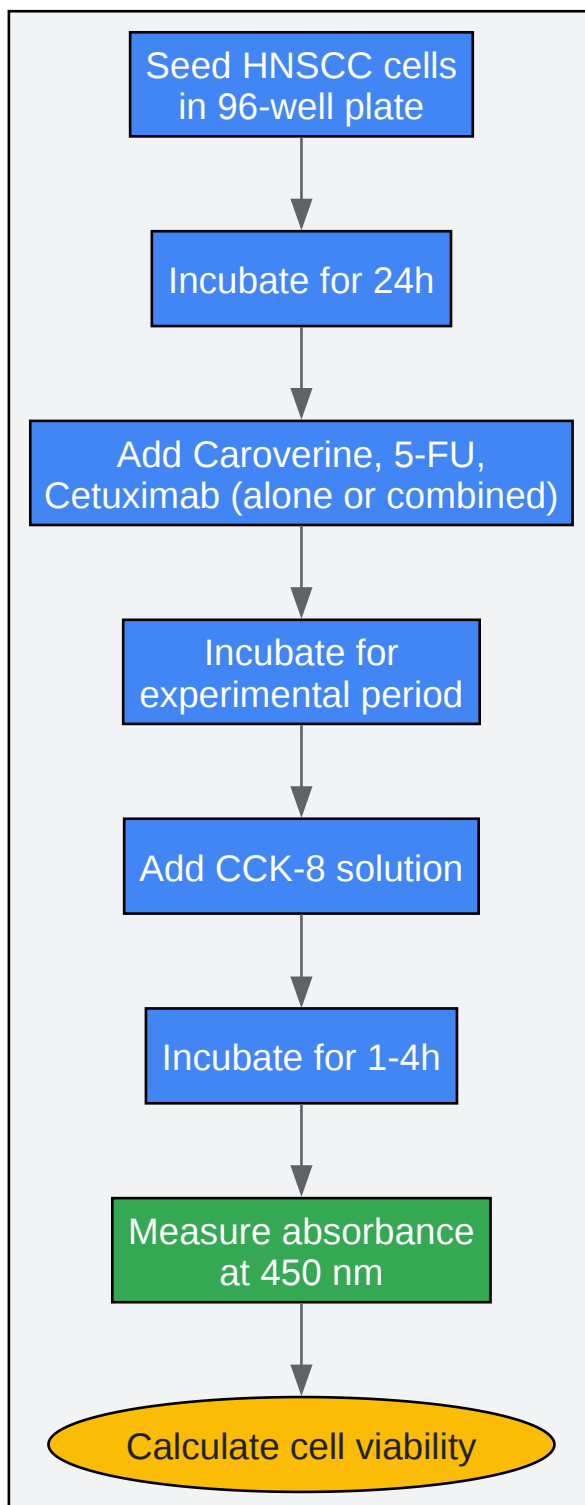 Seed HNSCC cells
in 96-well plate
Incubate for 24h
Add Caroverine, 5-FU,
Cetuximab (alone or combined)
Incubate for
experimental period
Add CCK-8 solution
Incubate for 1-4h
Measure absorbance
at 450 nm
Calculate cell viability